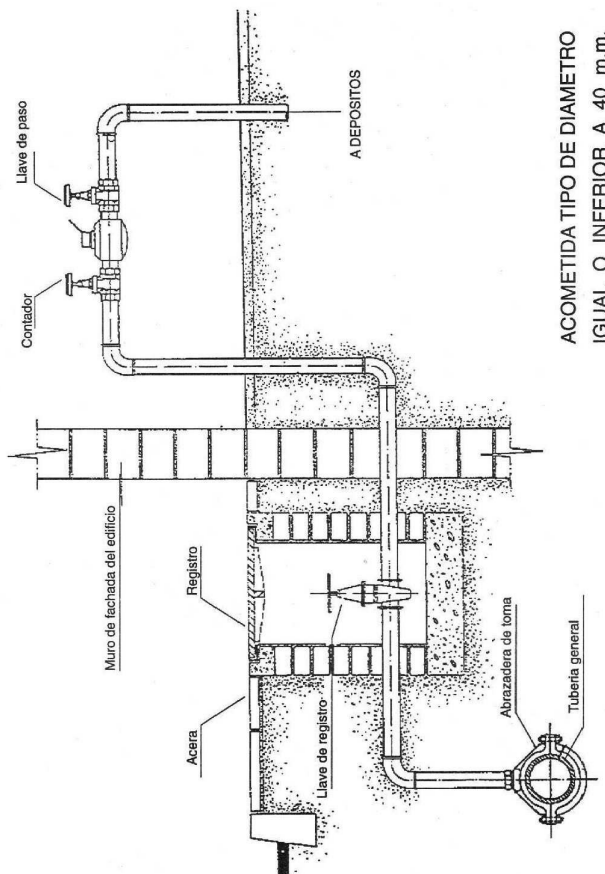 Llave de paso
Contador
A DEPOSITOS
Muro de fachada del edificio
Registro
Acera
Llave de registro
Abrazadera de toma
Tubería general
ACOMETIDA TIPO DE DIAMETRO
IGUAL O INFERIOR A 40 m.m.